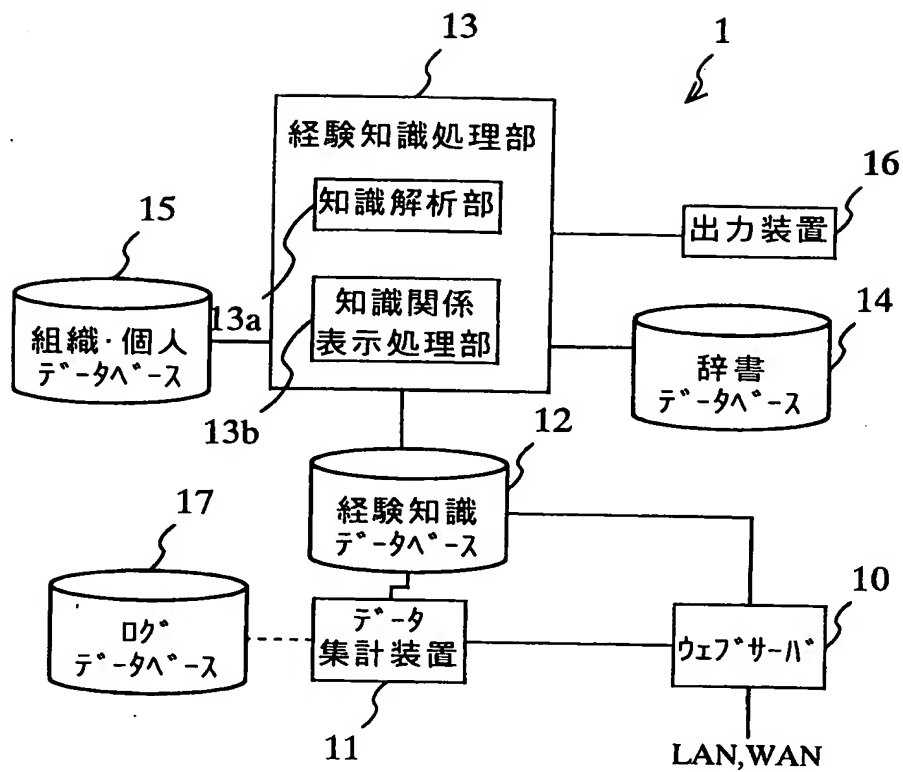 13
1
経験知識処理部
知識解析部
16
出力装置
15
13a
組織・個人
データベース
知識関係
表示処理部
14
辞書
データベース
13b
12
経験知識
データベース
17
ログ
データベース
データ
集計装置
11
10
ウェブサーバ
LAN,WAN